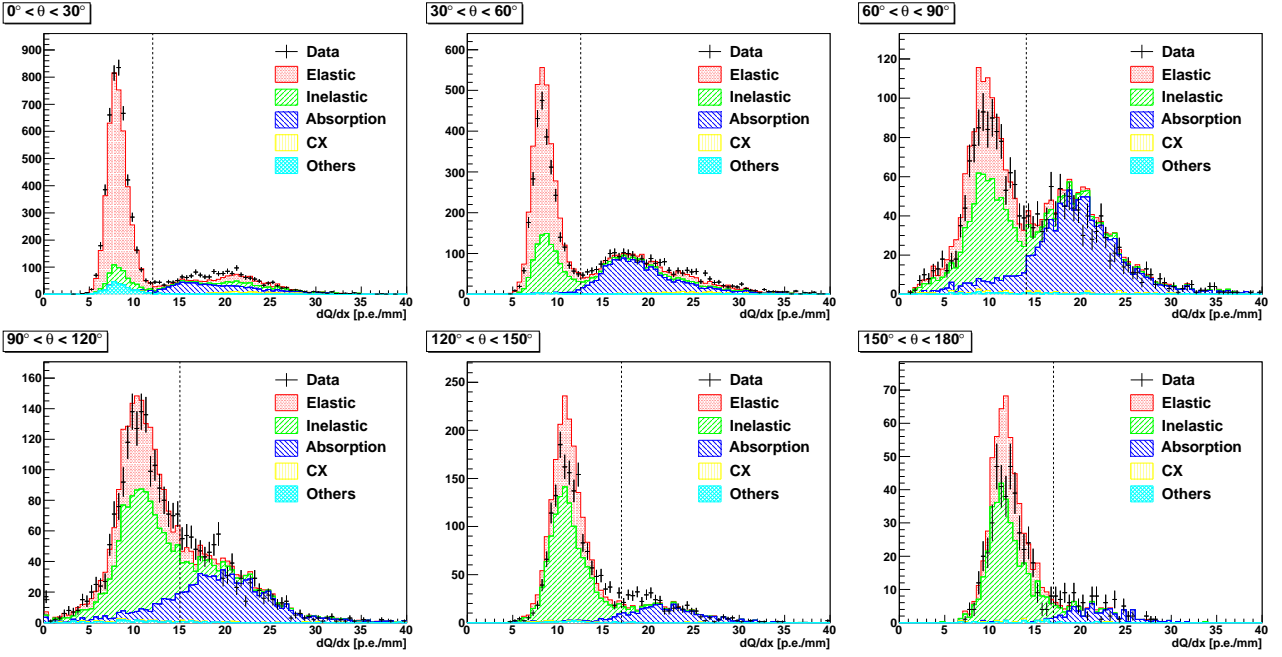 0° < θ < 30°
900
800
700
600
500
400
300
200
100
0
0 5 10 15 20 25 30 35 40
dQ/dx [p.e./mm]
Data
Elastic
Inelastic
Absorption
CX
Others
30° < θ < 60°
600
500
400
300
200
100
0
0 5 10 15 20 25 30 35 40
dQ/dx [p.e./mm]
Data
Elastic
Inelastic
Absorption
CX
Others
60° < θ < 90°
120
100
80
60
40
20
0
0 5 10 15 20 25 30 35 40
dQ/dx [p.e./mm]
Data
Elastic
Inelastic
Absorption
CX
Others
90° < θ < 120°
160
140
120
100
80
60
40
20
0
0 5 10 15 20 25 30 35 40
dQ/dx [p.e./mm]
Data
Elastic
Inelastic
Absorption
CX
Others
120° < θ < 150°
250
200
150
100
50
0
0 5 10 15 20 25 30 35 40
dQ/dx [p.e./mm]
Data
Elastic
Inelastic
Absorption
CX
Others
150° < θ < 180°
70
60
50
40
30
20
10
0
0 5 10 15 20 25 30 35 40
dQ/dx [p.e./mm]
Data
Elastic
Inelastic
Absorption
CX
Others